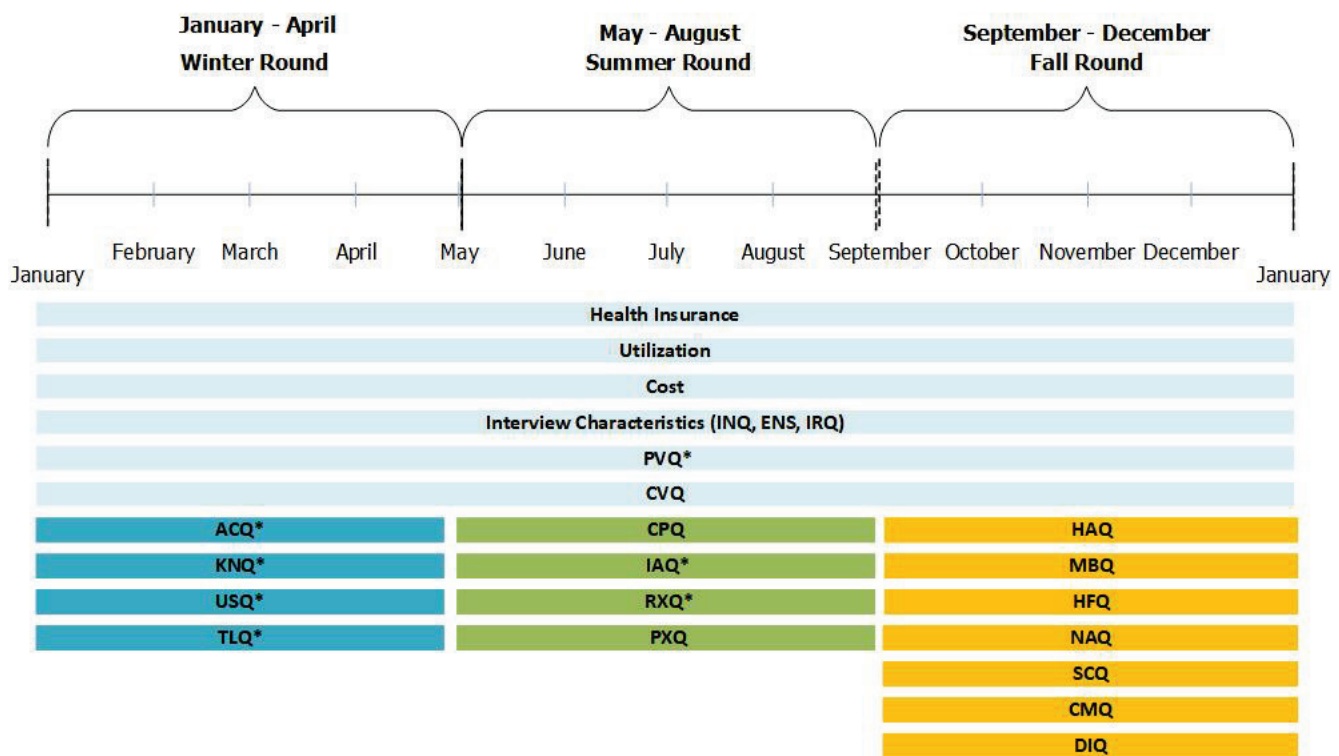 January - April
Winter Round
May - August
Summer Round
September - December
Fall Round
January
February
March
April
May
June
July
August
September
October
November
December
January
Health Insurance
Utilization
Cost
Interview Characteristics (INQ, ENS, IRQ)
PVQ*
CVQ
ACQ*
CPQ
HAQ
KNQ*
IAQ*
MBQ
USQ*
RXQ*
HFQ
TLQ*
PXQ
NAQ
SCQ
CMQ
DIQ